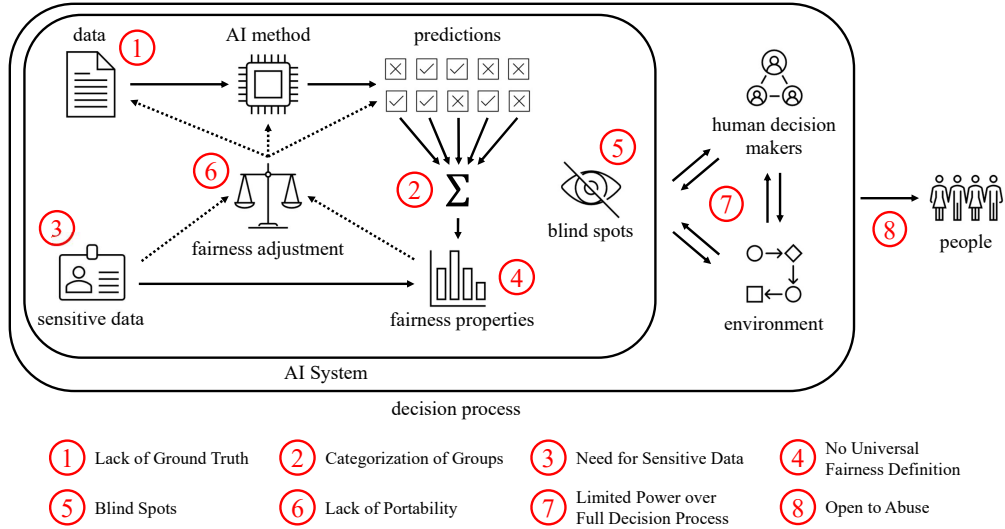 data
1
AI method
predictions
6
fairness adjustment
2
Σ
3
sensitive data
4
fairness properties
5
blind spots
human decision
makers
7
environment
8
people
AI System
decision process
1 Lack of Ground Truth
2 Categorization of Groups
3 Need for Sensitive Data
4 No Universal
Fairness Definition
5 Blind Spots
6 Lack of Portability
7 Limited Power over
Full Decision Process
8 Open to Abuse